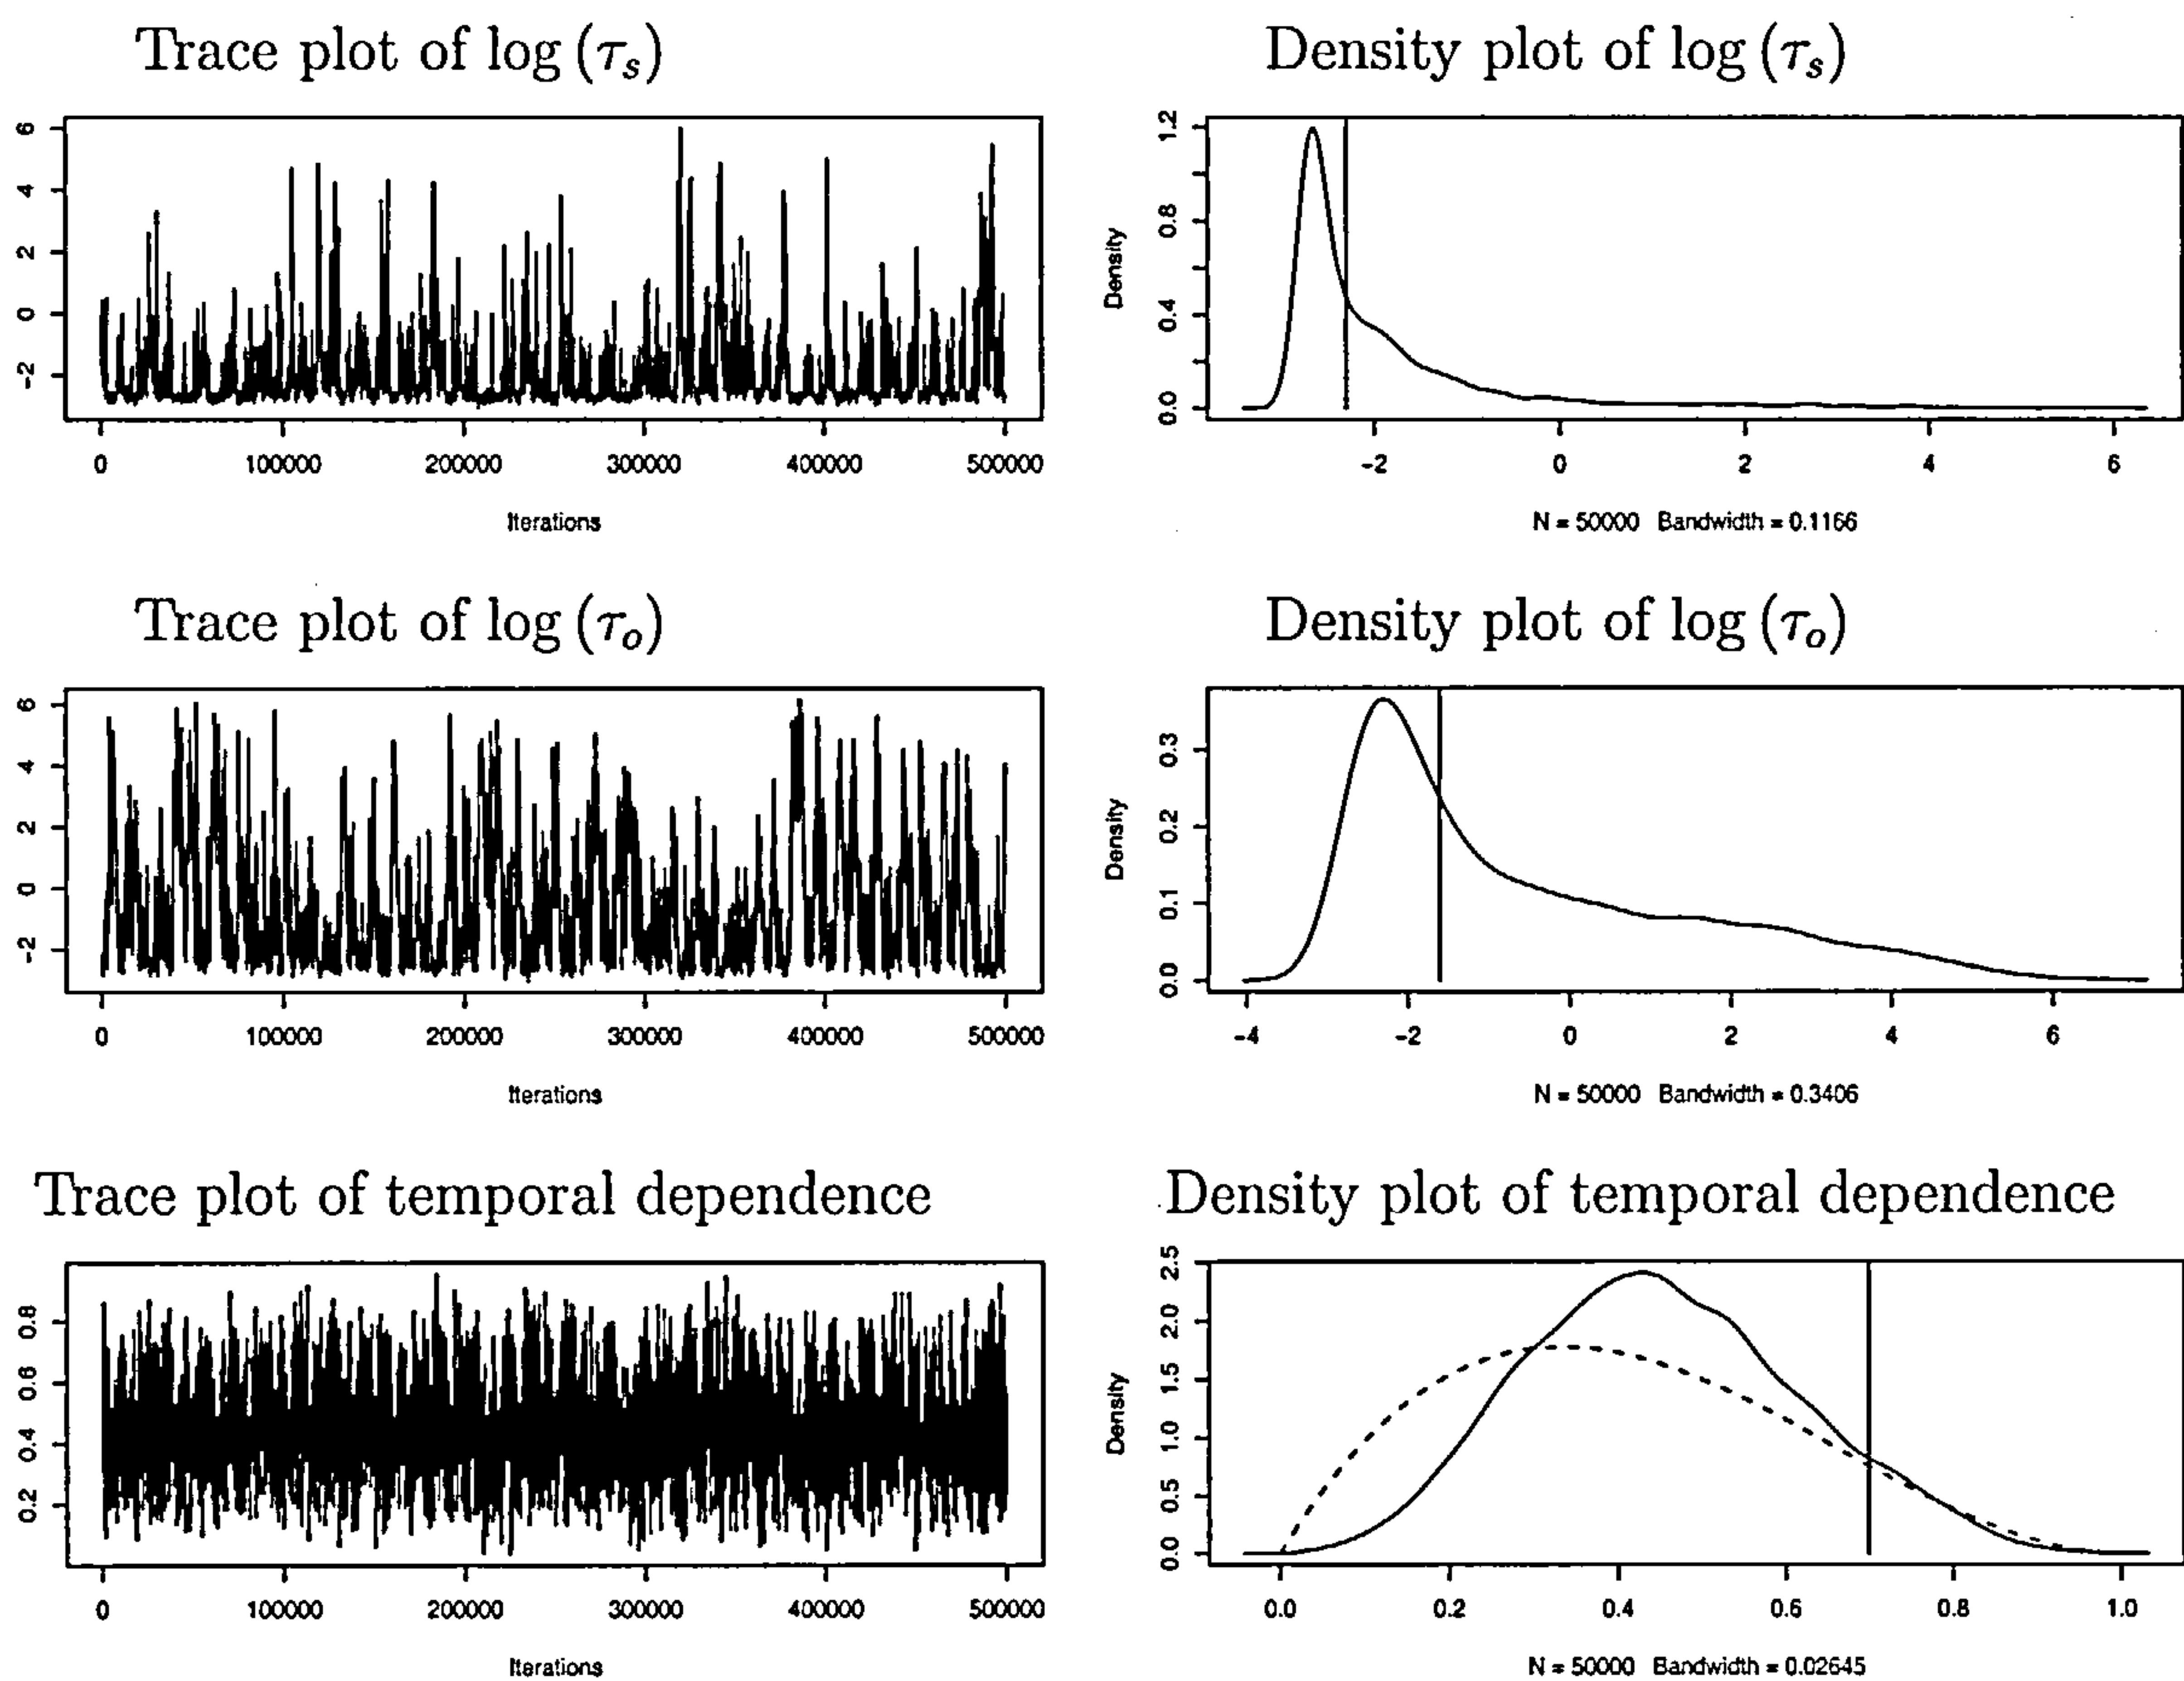 Trace plot of log (τs)
Density plot of log (τs)
6
4
2
0
-2
0 100000 200000 300000 400000 500000
Iterations
Density
1.2
0.8
0.4
0.0
-2 0 2 4 6
N = 50000 Bandwidth = 0.1166
Trace plot of log (τo)
Density plot of log (τo)
6
4
2
0
-2
0 100000 200000 300000 400000 500000
Iterations
Density
0.3
0.2
0.1
0.0
-4 -2 0 2 4 6
N = 50000 Bandwidth = 0.3406
Trace plot of temporal dependence
Density plot of temporal dependence
0.8
0.6
0.4
0.2
0 100000 200000 300000 400000 500000
Iterations
Density
2.5
2.0
1.5
1.0
0.5
0.0
0.0 0.2 0.4 0.6 0.8 1.0
N = 50000 Bandwidth = 0.02645